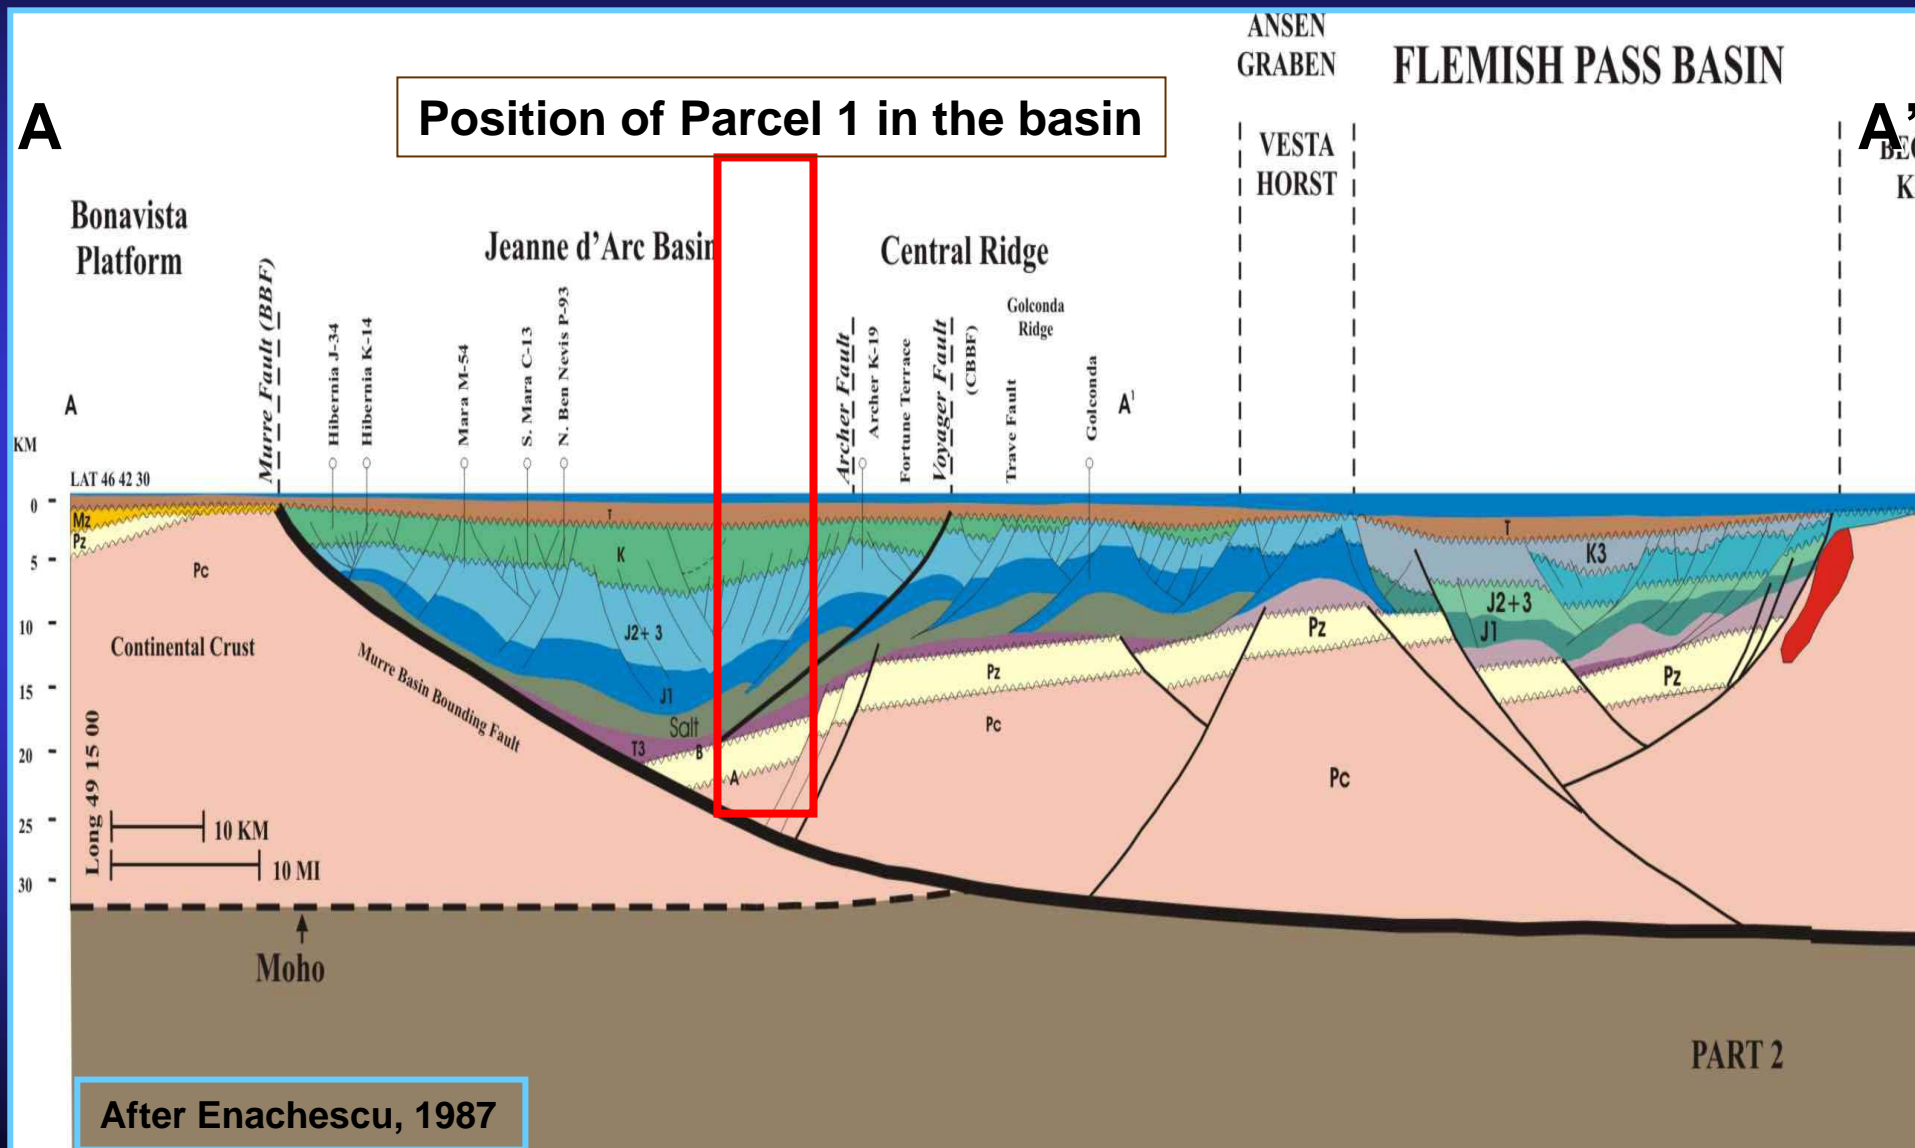 ANSEN
GRABEN
FLEMISH PASS BASIN
Position of Parcel 1 in the basin
A
A’
VESTA
HORST
K
Bonavista
Platform
Jeanne d’Arc Basin
Central Ridge
Murre Fault (BBF)
Hibernia J-34
Hibernia K-14
Mara M-54
S. Mara C-13
N. Ben Nevis P-93
Archer Fault
Archer K-19
Fortune Terrace
Voyager Fault
(CBBF)
Golconda
Ridge
Trave Fault
Golconda
A
A¹
KM
LAT 46 42 30
0
5
10
15
20
25
30
Mz
Pz
Pc
T
K
T
K3
Continental Crust
J2+ 3
J2+3
J1
Pz
Murre Basin Bounding Fault
J1
Salt
T3
B
A
Pz
Pc
Pz
Pc
Long 49 15 00
10 KM
10 MI
Moho
PART 2
After Enachescu, 1987